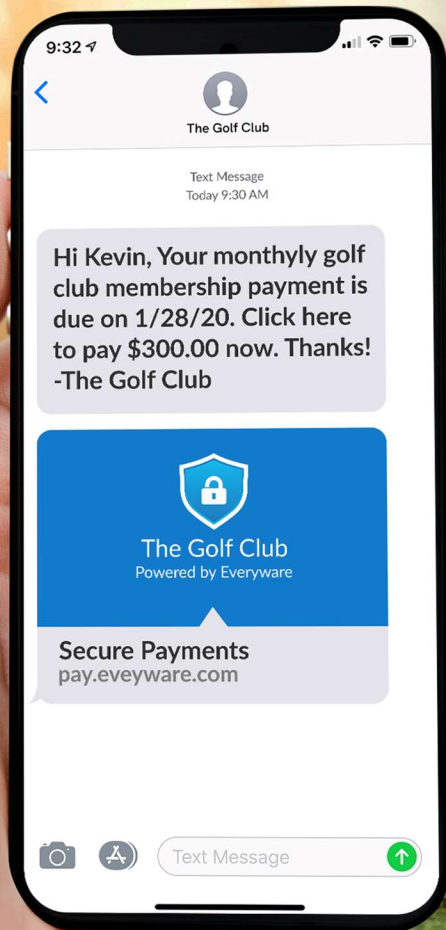 9:32
The Golf Club
Text Message
Today 9:30 AM
Hi Kevin, Your monthyly golf
club membership payment is
due on 1/28/20. Click here
to pay $300.00 now. Thanks!
-The Golf Club
The Golf Club
Powered by Everyware
Secure Payments
pay.eveyware.com
Text Message